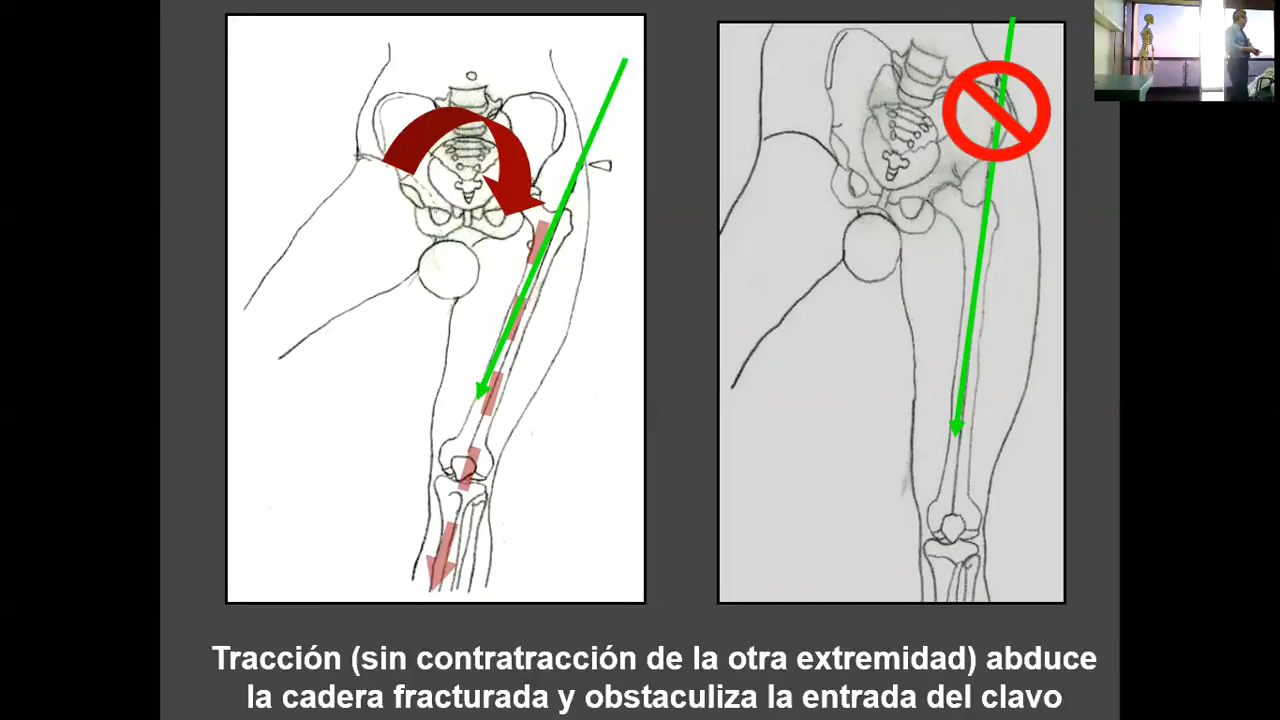 Tracción (sin contratracción de la otra extremidad) abduce
la cadera fracturada y obstaculiza la entrada del clavo